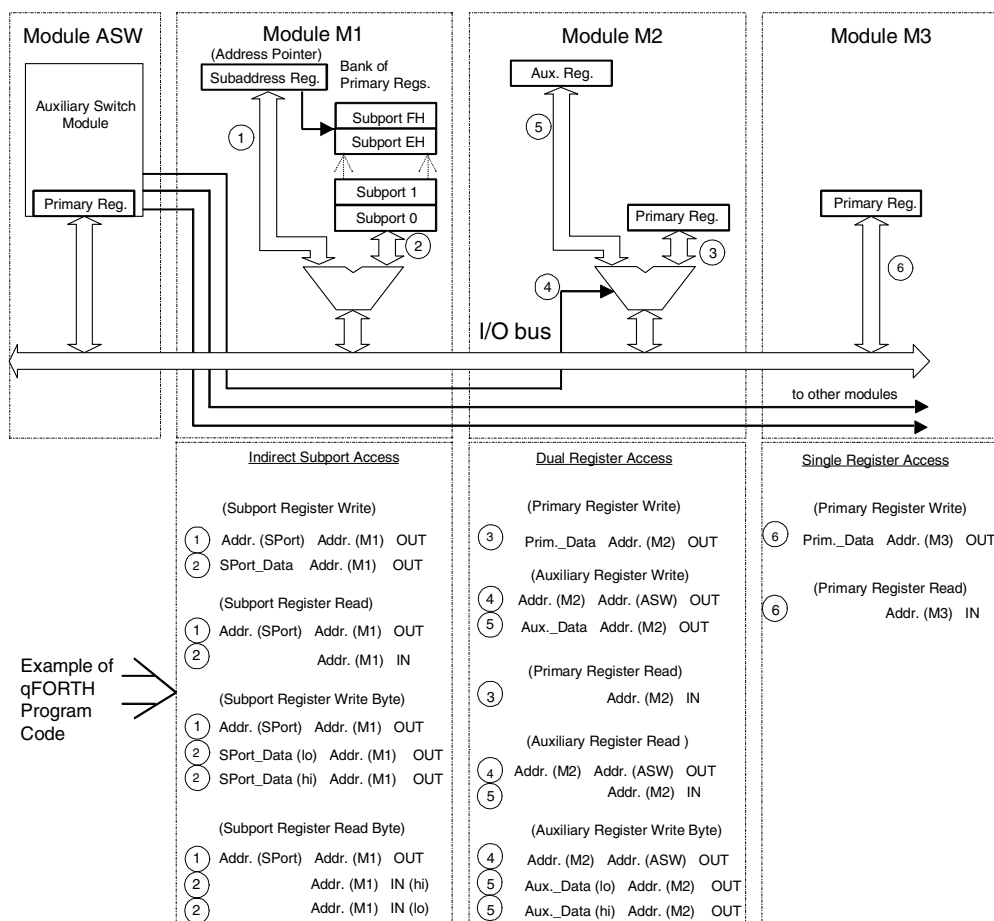 Module ASW
Auxiliary Switch
Module
Primary Reg.
Module M1
(Address Pointer)
Subaddress Reg.
Bank of
Primary Regs.
Subport FH
Subport EH
Subport 1
Subport 0
1
2
Module M2
Aux. Reg.
5
Primary Reg.
3
4
Module M3
Primary Reg.
6
I/O bus
to other modules
Example of
qFORTH
Program
Code
Indirect Subport Access
(Subport Register Write)
1 Addr. (SPort) Addr. (M1) OUT
2 SPort_Data Addr. (M1) OUT
(Subport Register Read)
1 Addr. (SPort) Addr. (M1) OUT
2 Addr. (M1) IN
(Subport Register Write Byte)
1 Addr. (SPort) Addr. (M1) OUT
2 SPort_Data (lo) Addr. (M1) OUT
2 SPort_Data (hi) Addr. (M1) OUT
(Subport Register Read Byte)
1 Addr. (SPort) Addr. (M1) OUT
2 Addr. (M1) IN (hi)
2 Addr. (M1) IN (lo)
Dual Register Access
(Primary Register Write)
3 Prim._Data Addr. (M2) OUT
(Auxiliary Register Write)
4 Addr. (M2) Addr. (ASW) OUT
5 Aux._Data Addr. (M2) OUT
(Primary Register Read)
3 Addr. (M2) IN
(Auxiliary Register Read )
4 Addr. (M2) Addr. (ASW) OUT
5 Addr. (M2) IN
(Auxiliary Register Write Byte)
4 Addr. (M2) Addr. (ASW) OUT
5 Aux._Data (lo) Addr. (M2) OUT
5 Aux._Data (hi) Addr. (M2) OUT
Single Register Access
(Primary Register Write)
6 Prim._Data Addr. (M3) OUT
(Primary Register Read)
6 Addr. (M3) IN